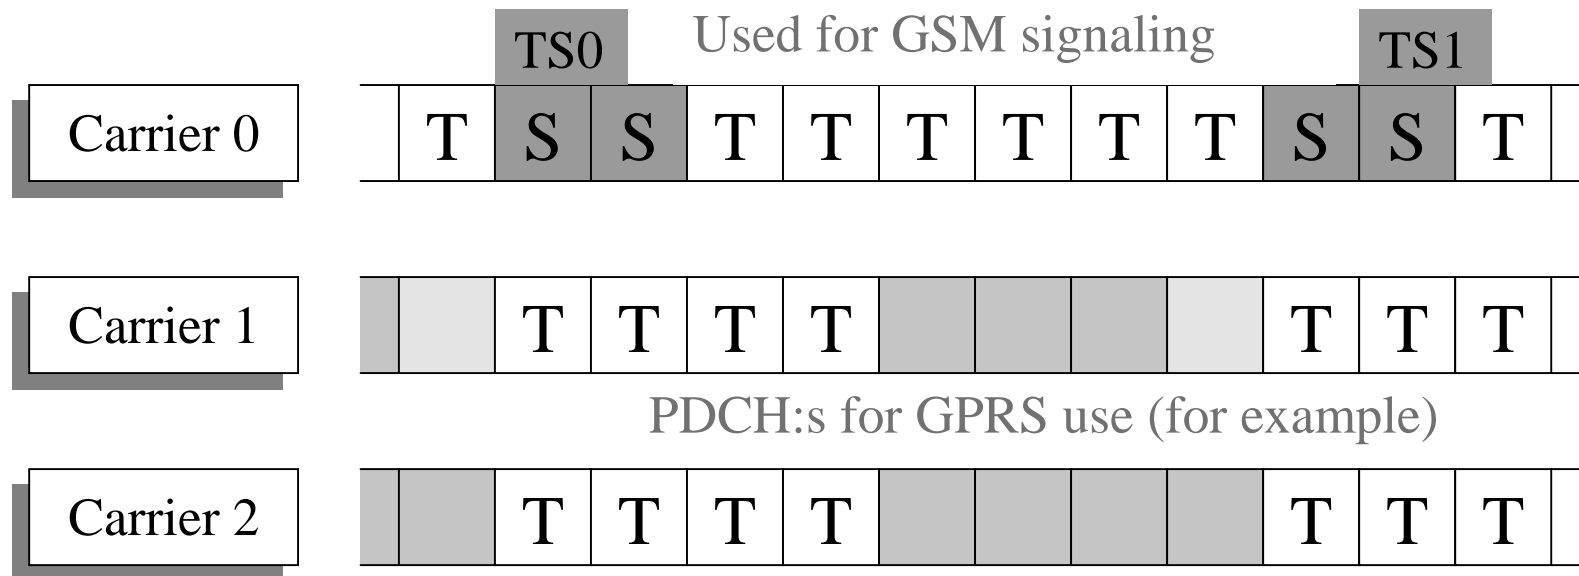 TS0 Used for GSM signaling TS1
Carrier 0 T S S T T T T T T S S T
Carrier 1 T T T T T T T
PDCH:s for GPRS use (for example)
Carrier 2 T T T T T T T